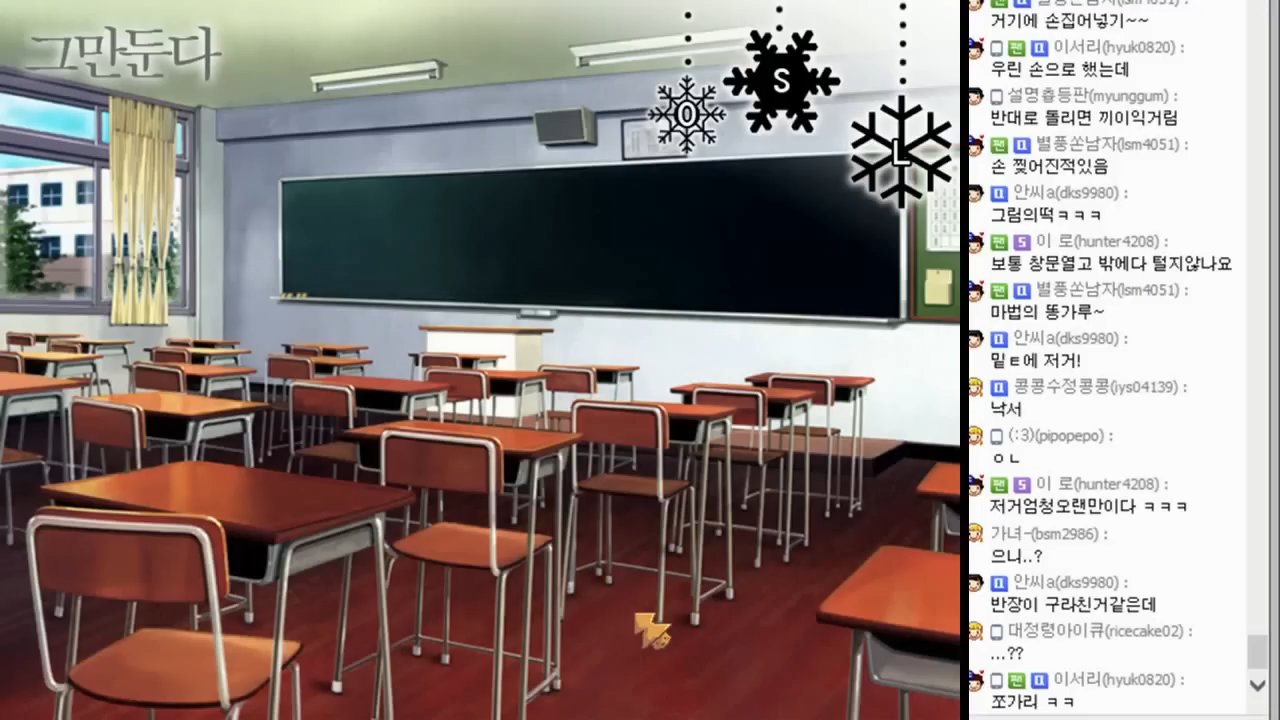 그만둔다
O
S
L
거기에 손집어넣기~~
이서리(hyuk0820) :
우린 손으로 했는데
설명춍등판(myunggum) :
반대로 돌리면 끼이익거림
별풍쏜남자(lsm4051) :
손 찢어진적있음
안씨a(dks9980) :
그림의떡ㅋㅋㅋ
이 로(hunter4208) :
보통 창문열고 밖에다 털지않나요
별풍쏜남자(lsm4051) :
마법의 똥가루~
안씨a(dks9980) :
밑ㅌ에 저거!
콩콩수정콩콩(iys04139) :
낙서
(:3)(pipopepo) :
ㅇㄴ
이 로(hunter4208) :
저거엄청오랜만이다 ㅋㅋㅋ
가녀-(bsm2986) :
으니..?
안씨a(dks9980) :
반장이 구라친거같은데
대정령아이큐(ricecake02) :
...??
이서리(hyuk0820) :
쪼가리 ㅋㅋ